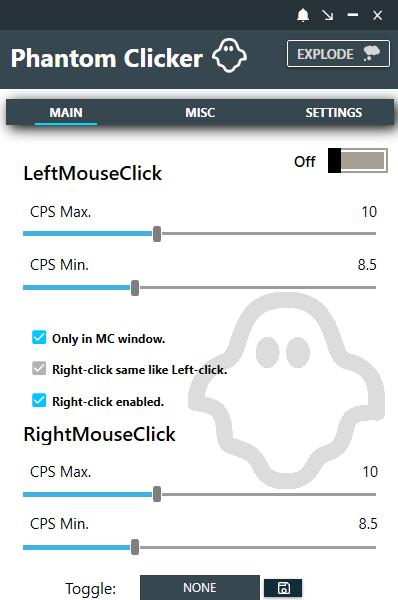 Phantom Clicker
EXPLODE
MAIN MISC SETTINGS
Off
LeftMouseClick
CPS Max. 10
CPS Min. 8.5
Only in MC window.
Right-click same like Left-click.
Right-click enabled.
RightMouseClick
CPS Max. 10
CPS Min. 8.5
Toggle: NONE